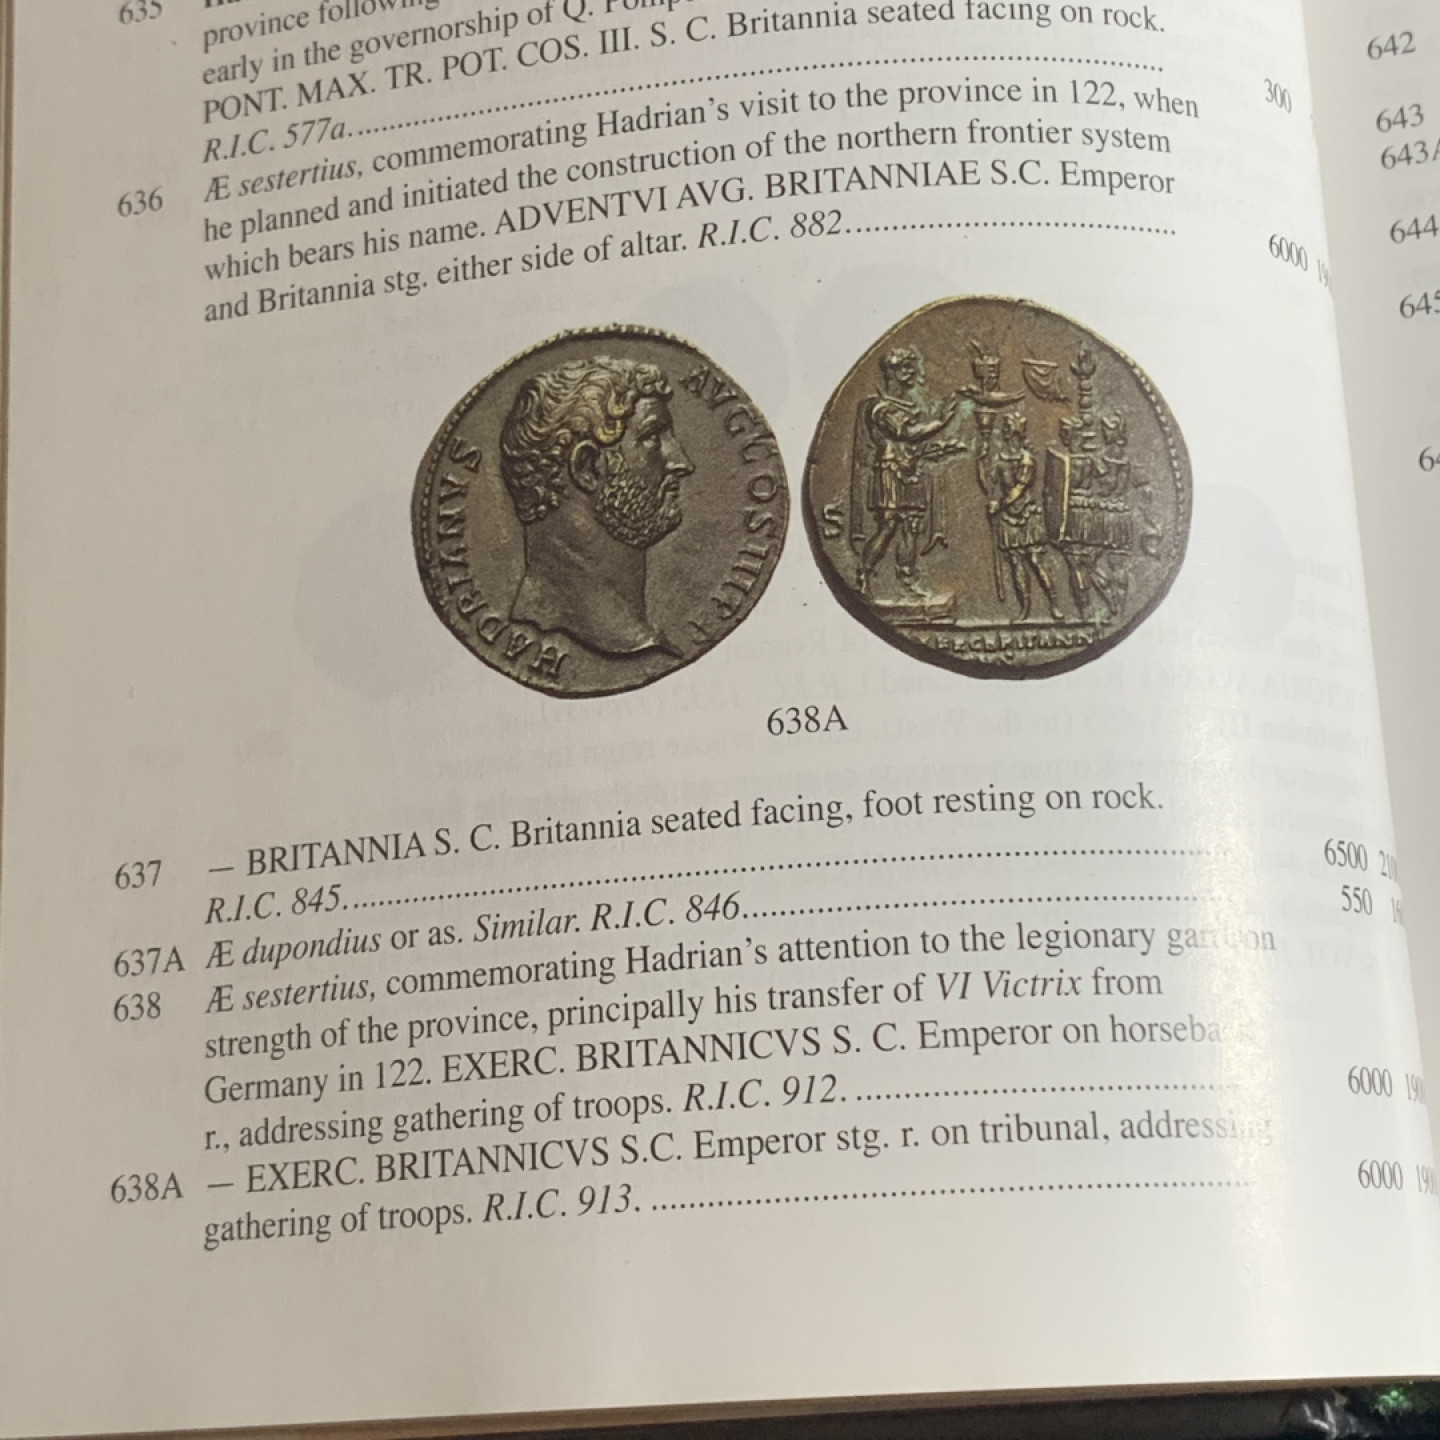 635
province following
early in the governorship of Q.
PONT. MAX. TR. POT. COS. III. S. C. Britannia seated facing on rock.
R.I.C. 577a. 300
636 Æ sestertius, commemorating Hadrian's visit to the province in 122, when
he planned and initiated the construction of the northern frontier system
which bears his name. ADVENTVI AVG. BRITANNIAE S.C. Emperor
and Britannia stg. either side of altar. R.I.C. 882. 6000
HADRIANVS AVG COS III P P
S
638A
637 — BRITANNIA S. C. Britannia seated facing, foot resting on rock.
R.I.C. 845. 6500
637A Æ dupondius or as. Similar. R.I.C. 846. 550
638 Æ sestertius, commemorating Hadrian's attention to the legionary garrison
strength of the province, principally his transfer of VI Victrix from
Germany in 122. EXERC. BRITANNICVS S. C. Emperor on horseba
r., addressing gathering of troops. R.I.C. 912. 6000
638A — EXERC. BRITANNICVS S.C. Emperor stg. r. on tribunal, addressing
gathering of troops. R.I.C. 913. 6000
642
643
643A
644
645